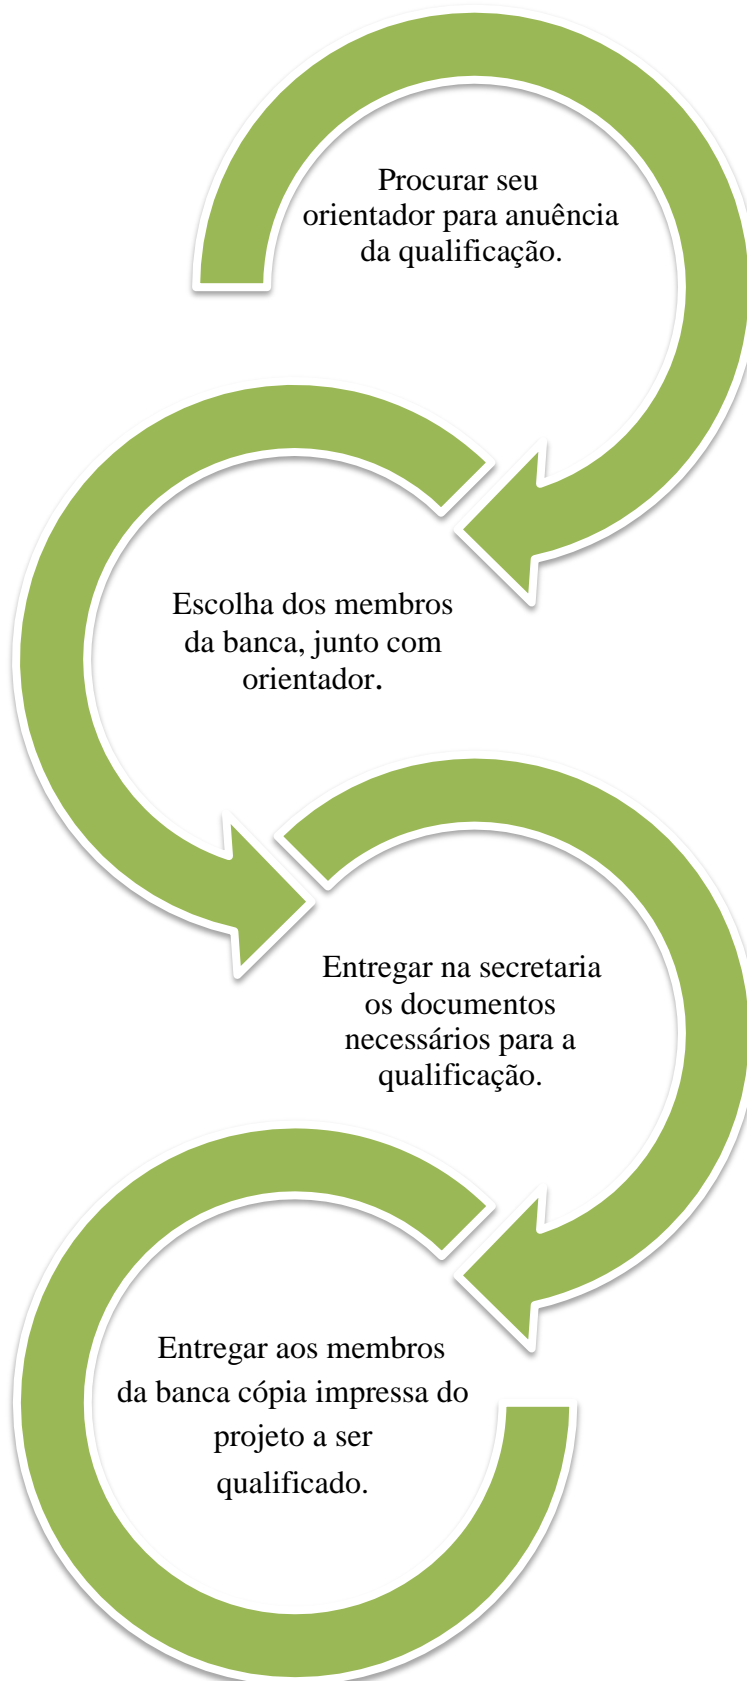 Procurar seu
orientador para anuência
da qualificação.
Escolha dos membros
da banca, junto com
orientador.
Entregar na secretaria
os documentos
necessários para a
qualificação.
Entregar aos membros
da banca cópia impressa do
projeto a ser
qualificado.